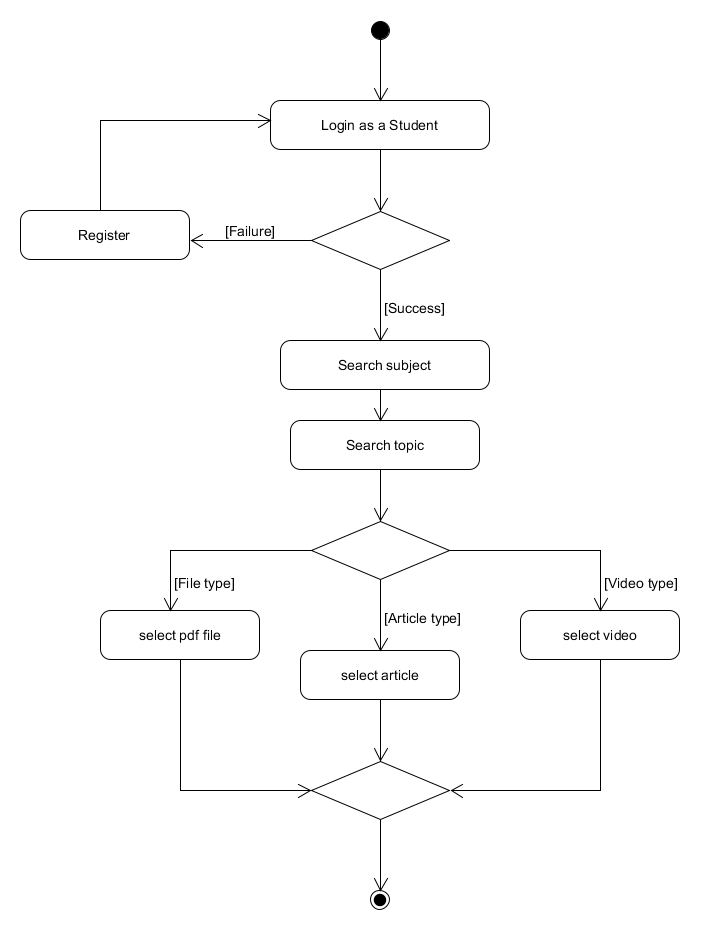 Login as a Student
[Failure]
Register
[Success]
Search subject
Search topic
[File type]
[Video type]
[Article type]
select pdf file
select video
select article